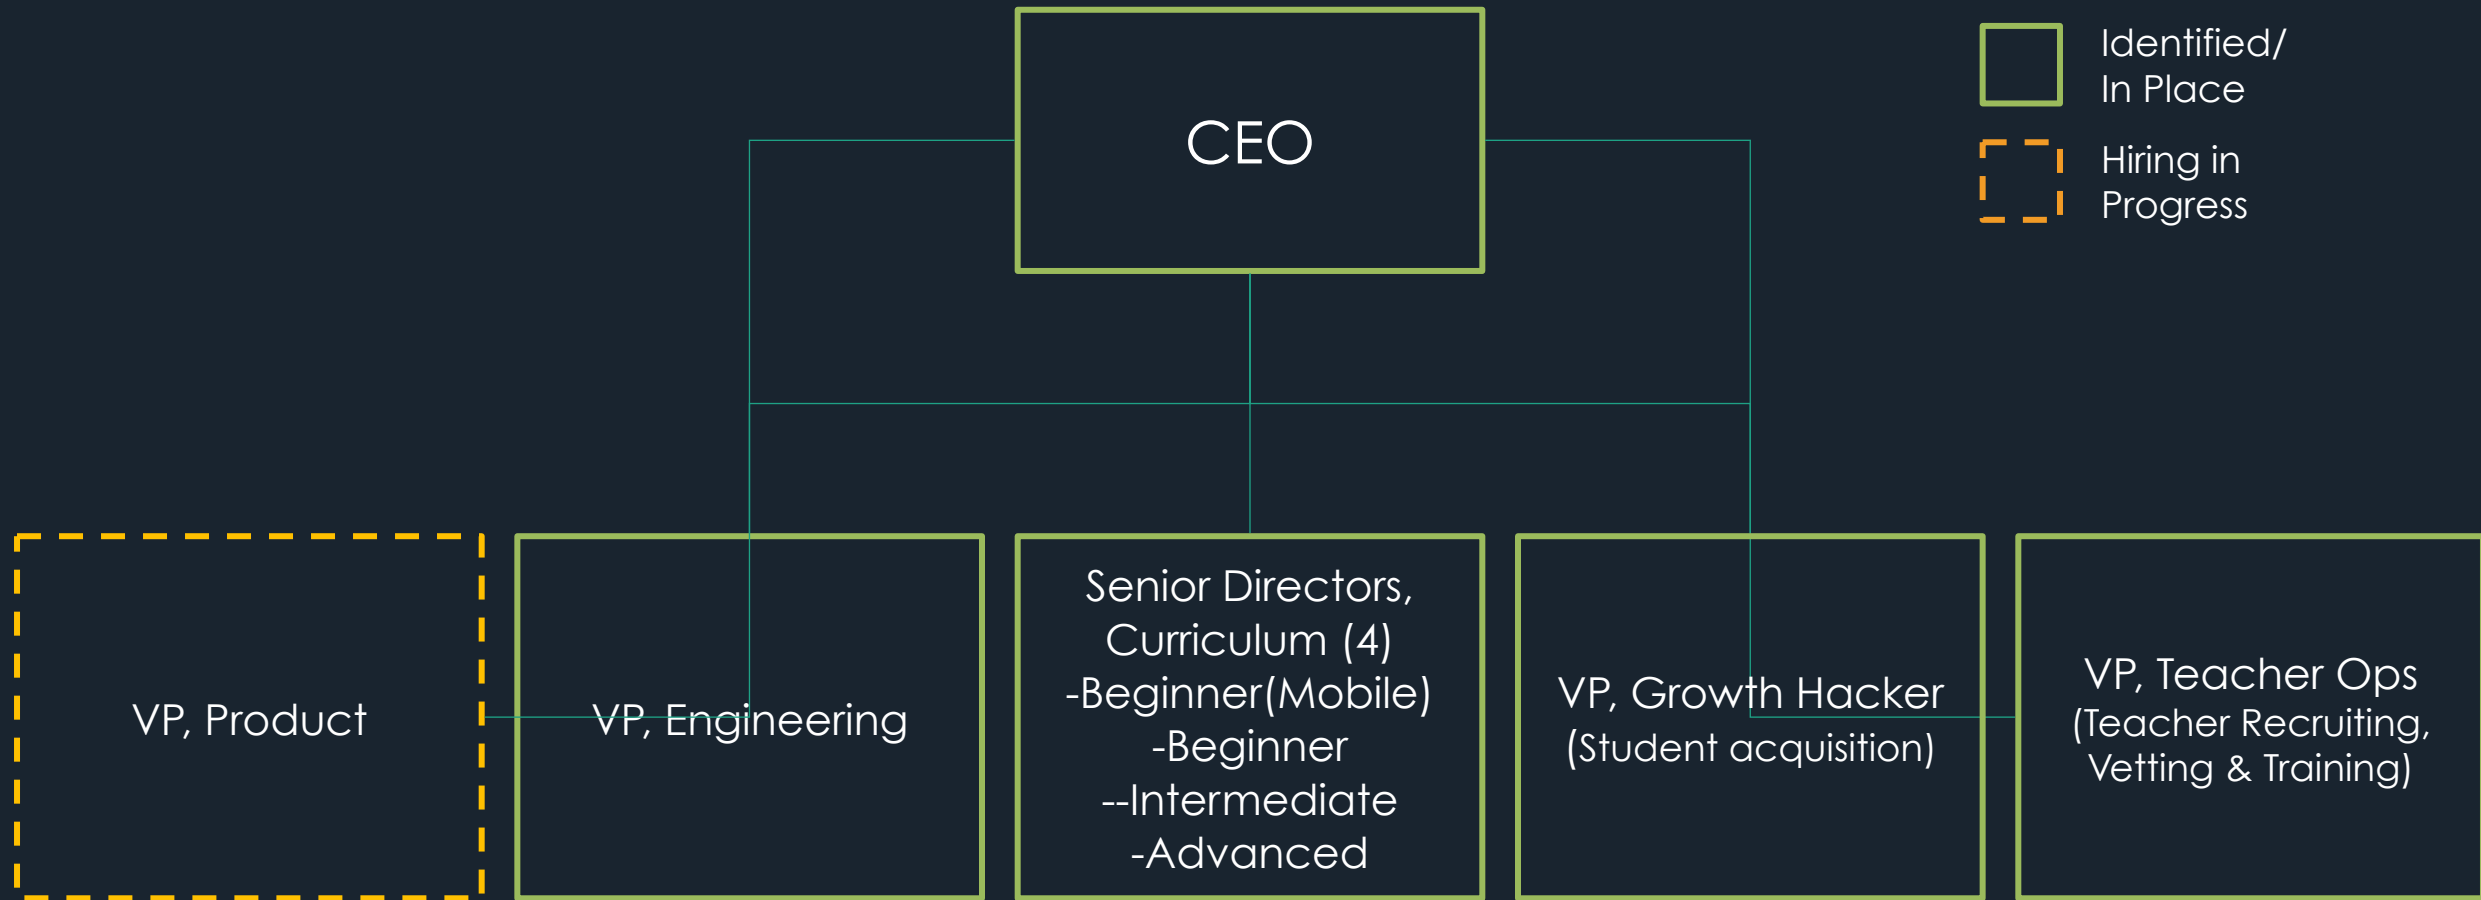 CEO
Identified/
In Place
Hiring in
Progress
VP, Product
VP, Engineering
Senior Directors,
Curriculum (4)
-Beginner(Mobile)
-Beginner
--Intermediate
-Advanced
VP, Growth Hacker
(Student acquisition)
VP, Teacher Ops
(Teacher Recruiting,
Vetting & Training)